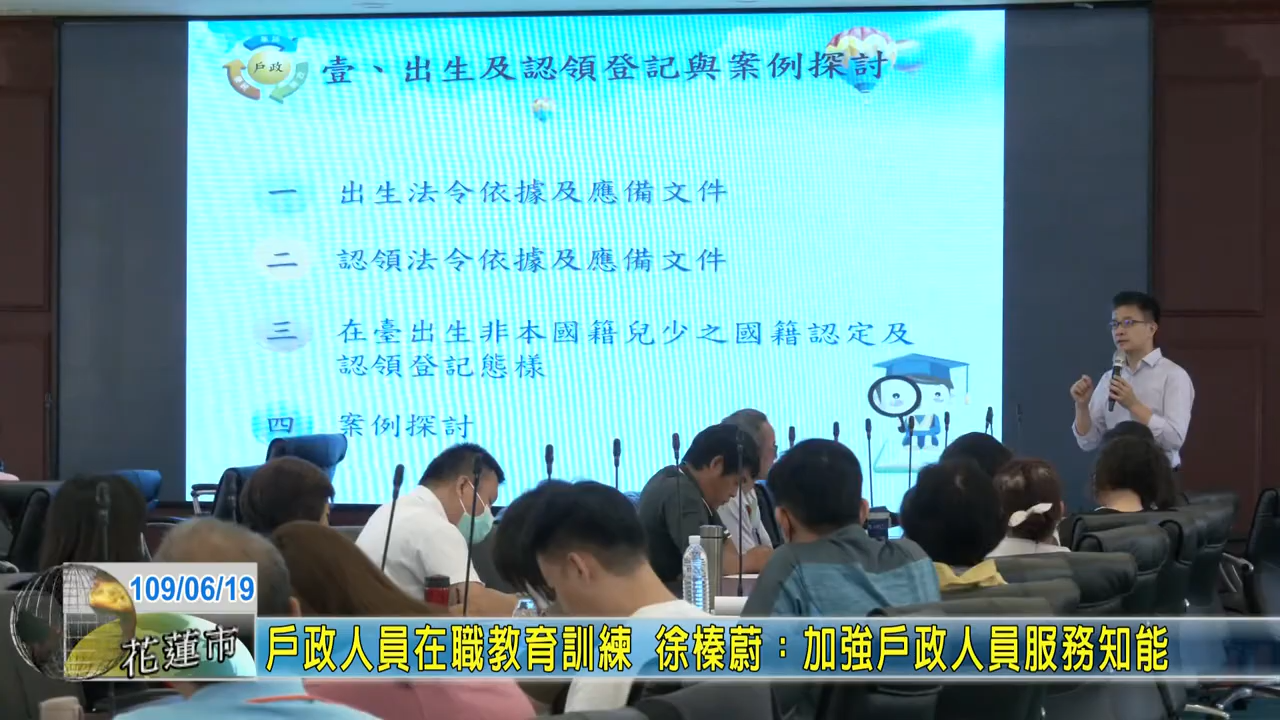 戶政
壹、出生及認領登記與案例探討
一 出生法令依據及應備文件
二 認領法令依據及應備文件
三 在臺出生非本國籍兒少之國籍認定及
認領登記態樣
四 案例探討
109/06/19
花蓮市
戶政人員在職教育訓練 徐榛蔚：加強戶政人員服務知能